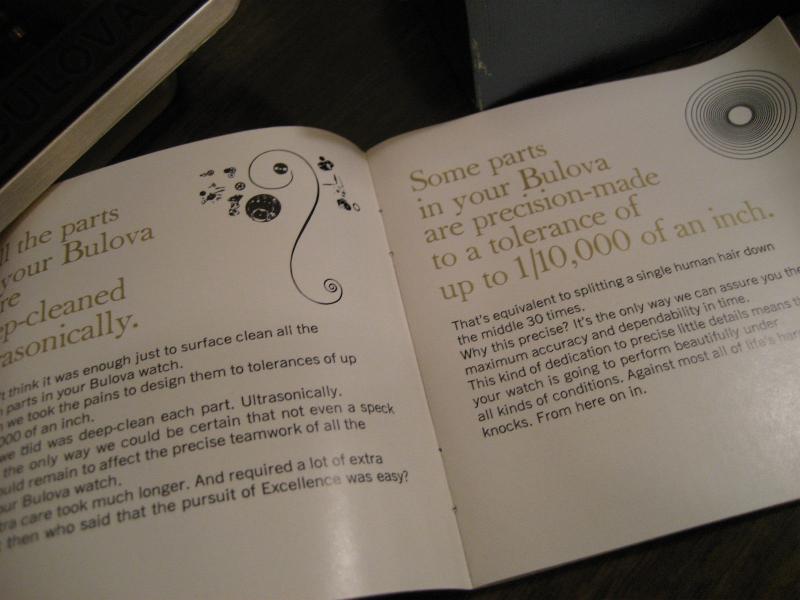 BULOVA
the parts
your Bulova
ep-cleaned
asonically.
think it was enough just to surface clean all the
parts in your Bulova watch.
we took the pains to design them to tolerances of up
000 of an inch.
we did was deep-clean each part. Ultrasonically.
the only way we could be certain that not even a speck
ould remain to affect the precise teamwork of all the
our Bulova watch.
tra care took much longer. And required a lot of extra
then who said that the pursuit of Excellence was easy?
Some parts
in your Bulova
are precision-made
to a tolerance of
up to 1/10,000 of an inch.
That's equivalent to splitting a single human hair down
the middle 30 times.
Why this precise? It's the only way we can assure you the
maximum accuracy and dependability in time.
This kind of dedication to precise little details means
your watch is going to perform beautifully under
all kinds of conditions. Against most all of life's hard
knocks. From here on in.